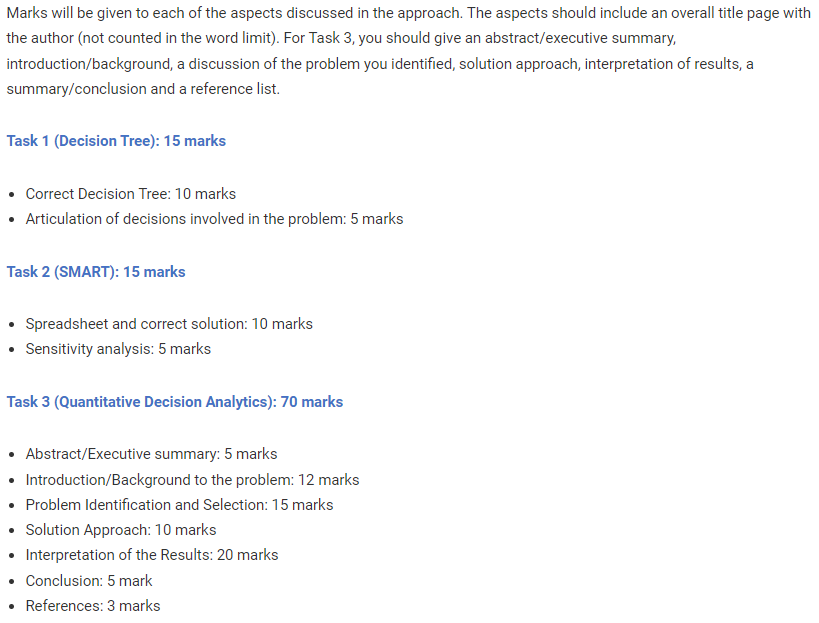 Marks will be given to each of the aspects discussed in the approach. The aspects should include an overall title page with
the author (not counted in the word limit). For Task 3, you should give an abstract/executive summary,
introduction/background, a discussion of the problem you identified, solution approach, interpretation of results, a
summary/conclusion and a reference list.
Task 1 (Decision Tree): 15 marks
• Correct Decision Tree: 10 marks
• Articulation of decisions involved in the problem: 5 marks
Task 2 (SMART): 15 marks
• Spreadsheet and correct solution: 10 marks
• Sensitivity analysis: 5 marks
Task 3 (Quantitative Decision Analytics): 70 marks
• Abstract/Executive summary: 5 marks
• Introduction/Background to the problem: 12 marks
• Problem Identification and Selection: 15 marks
• Solution Approach: 10 marks
• Interpretation of the Results: 20 marks
• Conclusion: 5 mark
• References: 3 marks